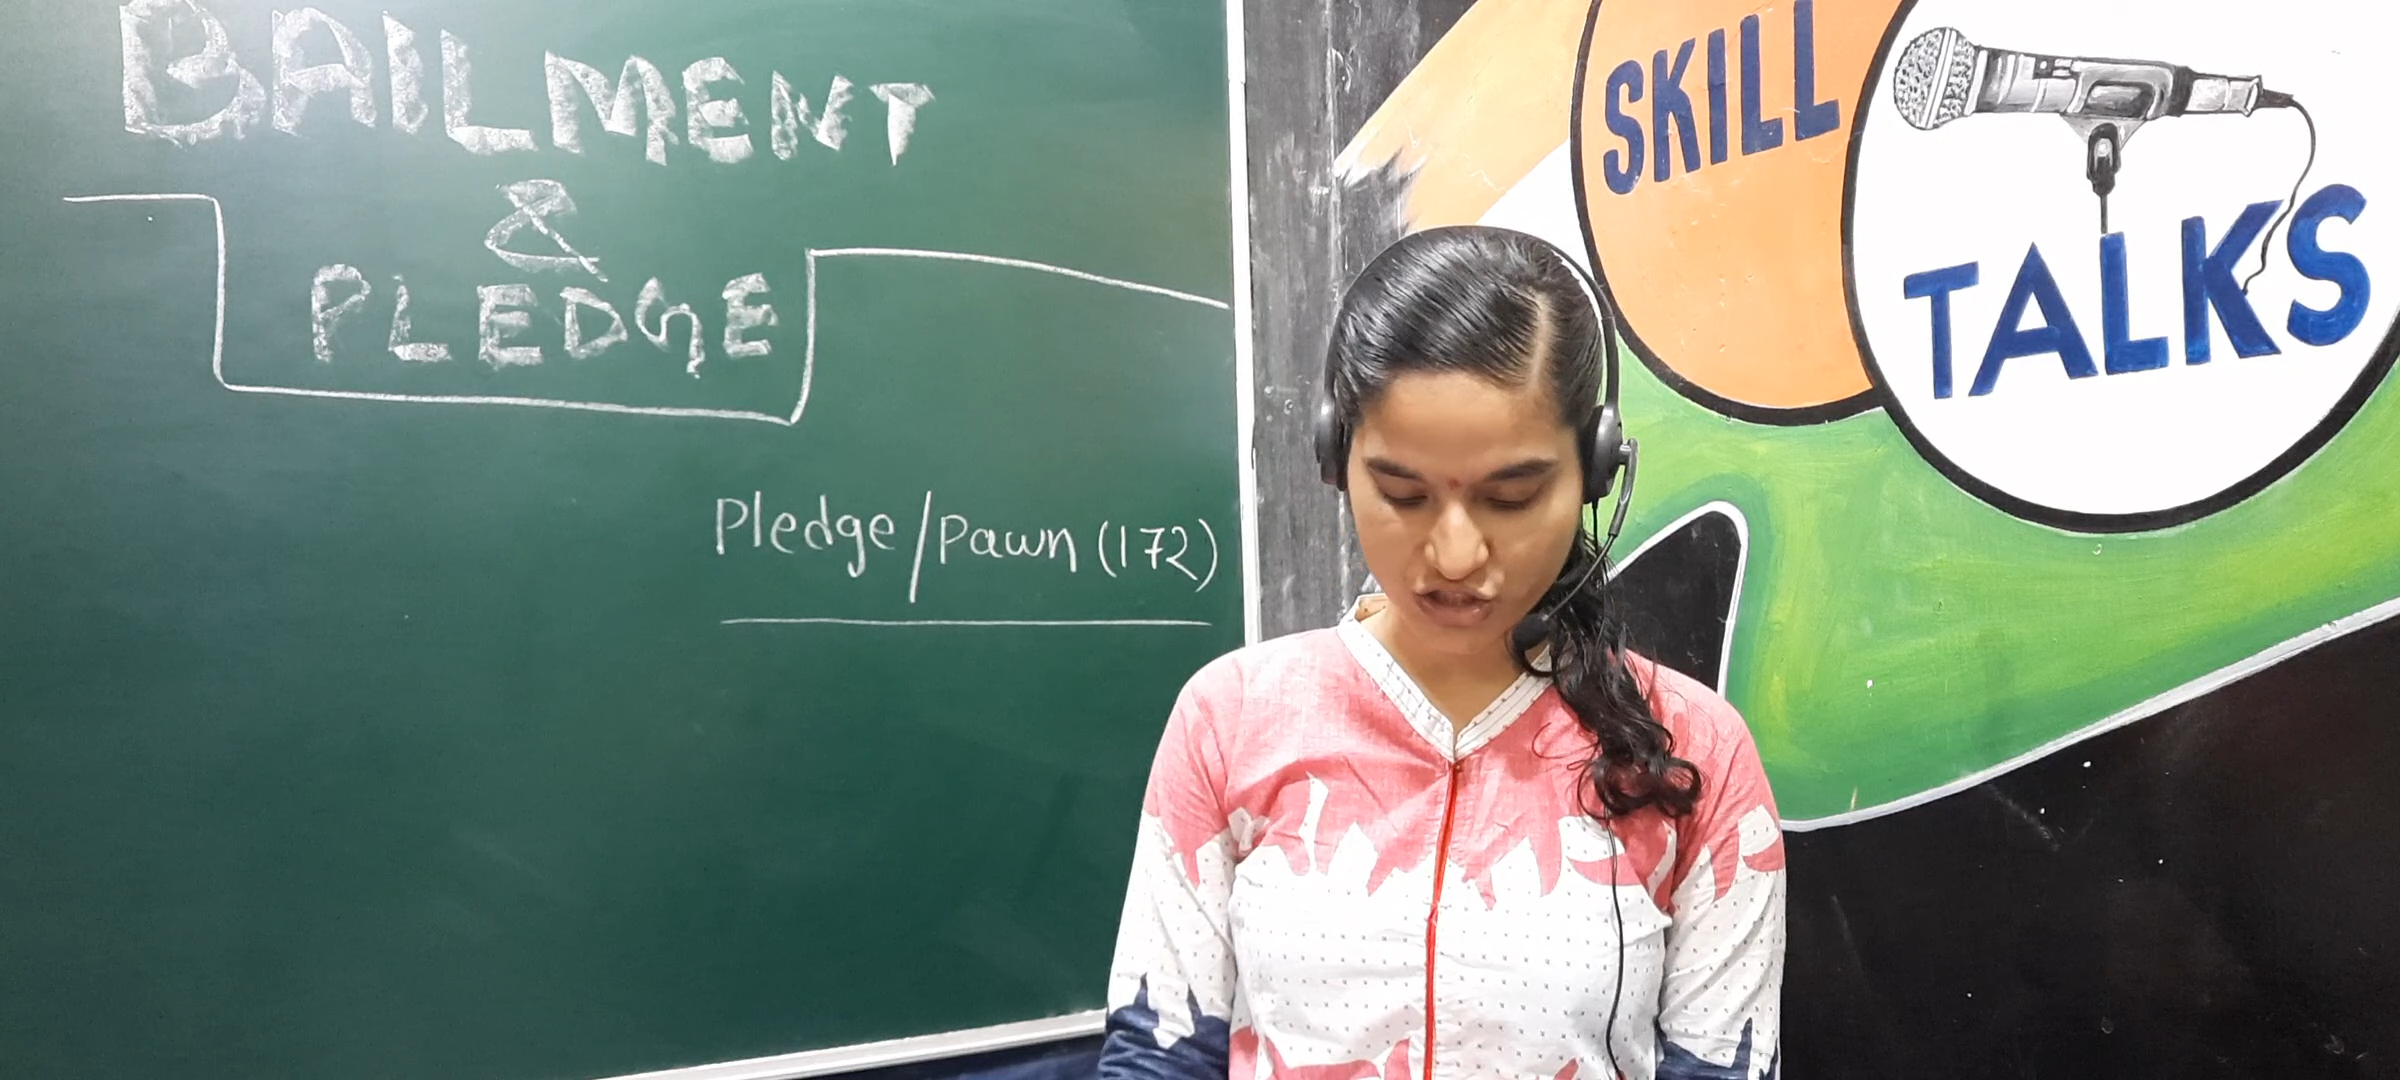 BAILMENT
&
PLEDGE
Pledge/Pawn (172)
SKILL
TALKS